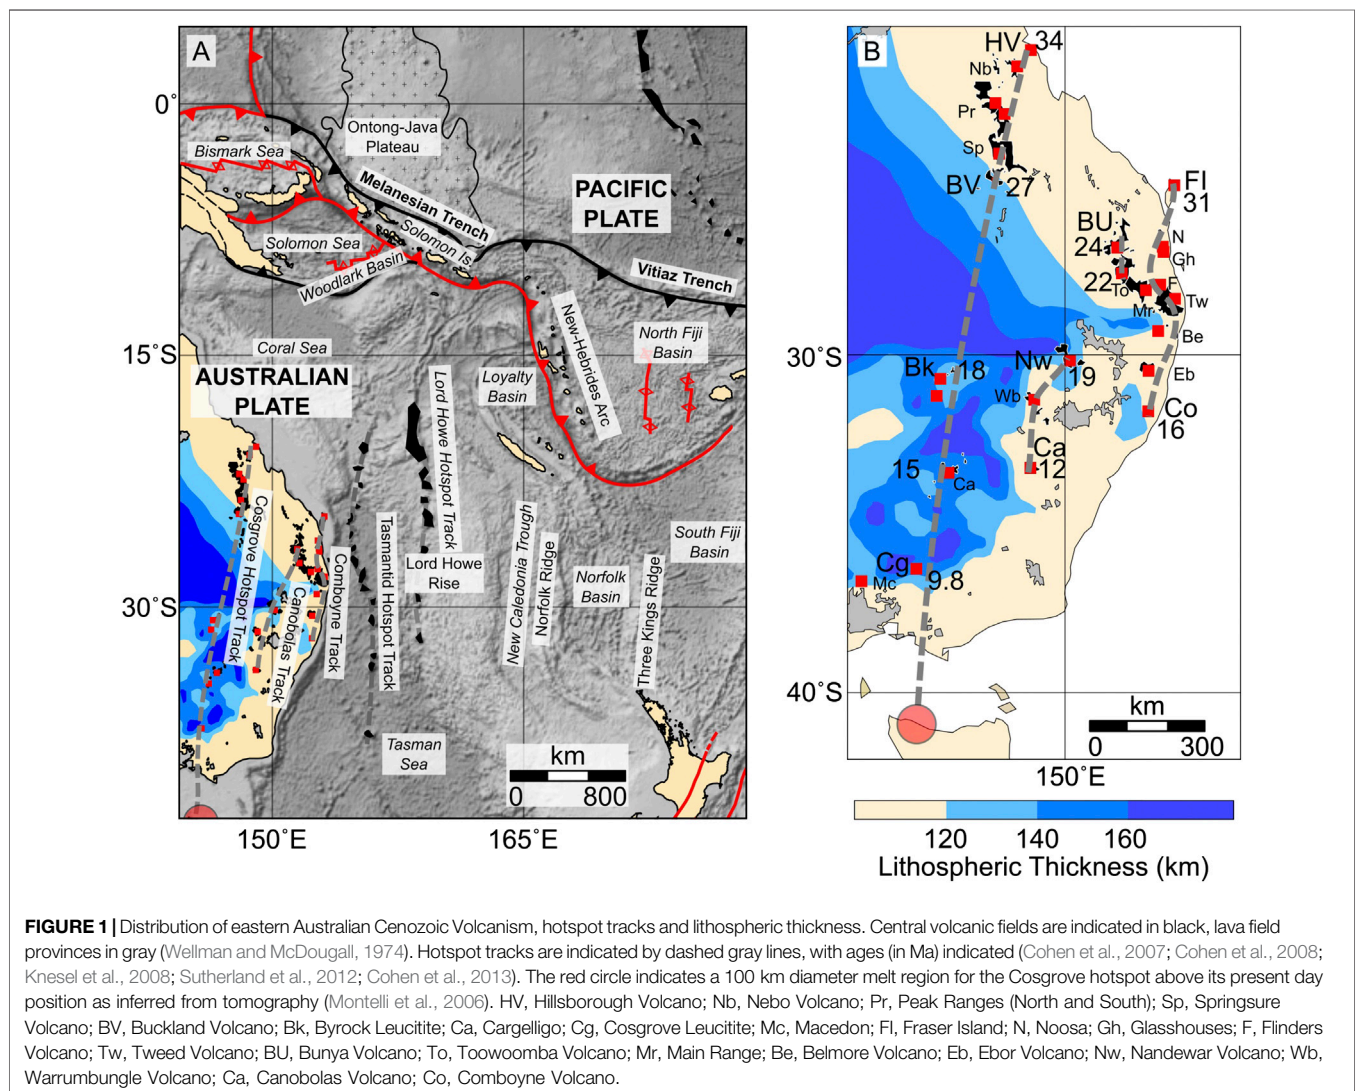 A
0°
15°S
30°S
150°E
165°E
Ontong-Java
Plateau
Bismark Sea
Melanesian Trench
Solomon Is.
PACIFIC
PLATE
Solomon Sea
Woodlark Basin
Vitiaz Trench
Coral Sea
AUSTRALIAN
PLATE
New-Hebrides Arc
North Fiji
Basin
Loyalty
Basin
Lord Howe Hotspot Track
Cosgrove Hotspot Track
Canobolas Track
Comboyne Track
Tasmantid Hotspot Track
Lord Howe
Rise
New Caledonia Trough
Norfolk Ridge
Norfolk
Basin
Three Kings Ridge
South Fiji
Basin
Tasman
Sea
km
0 800
B
HV 34
Nb
Pr
Sp
BV 27
FI
31
BU
24
N
Gh
22 To
F
Mr
Tw
Be
30°S
Bk 18
Nw
19
Wb
Eb
Co
16
Ca
12
15
Ca
Cg
Mc 9.8
40°S
km
0 300
150°E
120 140 160
Lithospheric Thickness (km)
FIGURE 1 | Distribution of eastern Australian Cenozoic Volcanism, hotspot tracks and lithospheric thickness. Central volcanic fields are indicated in black, lava field
provinces in gray (Wellman and McDougall, 1974). Hotspot tracks are indicated by dashed gray lines, with ages (in Ma) indicated (Cohen et al., 2007; Cohen et al., 2008;
Knesel et al., 2008; Sutherland et al., 2012; Cohen et al., 2013). The red circle indicates a 100 km diameter melt region for the Cosgrove hotspot above its present day
position as inferred from tomography (Montelli et al., 2006). HV, Hillsborough Volcano; Nb, Nebo Volcano; Pr, Peak Ranges (North and South); Sp, Springsure
Volcano; BV, Buckland Volcano; Bk, Byrock Leucitite; Ca, Cargelligo; Cg, Cosgrove Leucitite; Mc, Macedon; FI, Fraser Island; N, Noosa; Gh, Glasshouses; F, Flinders
Volcano; Tw, Tweed Volcano; BU, Bunya Volcano; To, Toowoomba Volcano; Mr, Main Range; Be, Belmore Volcano; Eb, Ebor Volcano; Nw, Nandewar Volcano; Wb,
Warrumbungle Volcano; Ca, Canobolas Volcano; Co, Comboyne Volcano.